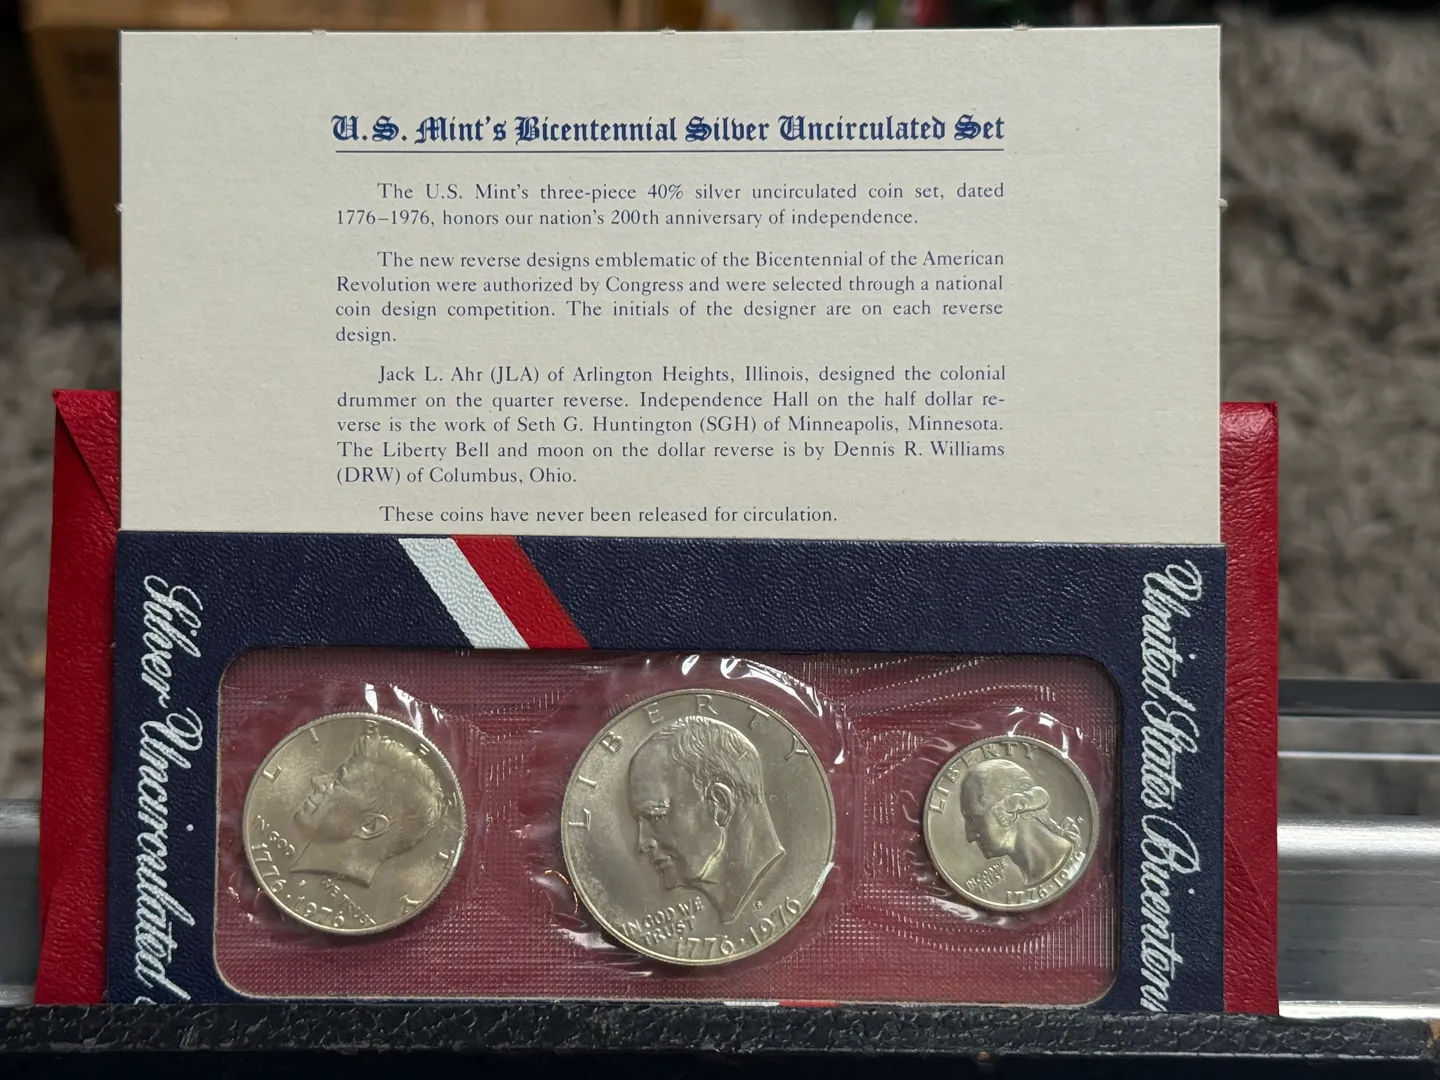 U.S. Mint's Bicentennial Silver Uncirculated Set
The U.S. Mint's three-piece 40% silver uncirculated coin set, dated
1776–1976, honors our nation's 200th anniversary of independence.
The new reverse designs emblematic of the Bicentennial of the American
Revolution were authorized by Congress and were selected through a national
coin design competition. The initials of the designer are on each reverse
design.
Jack L. Ahr (JLA) of Arlington Heights, Illinois, designed the colonial
drummer on the quarter reverse. Independence Hall on the half dollar re-
verse is the work of Seth G. Huntington (SGH) of Minneapolis, Minnesota.
The Liberty Bell and moon on the dollar reverse is by Dennis R. Williams
(DRW) of Columbus, Ohio.
These coins have never been released for circulation.
Silver Uncirculated
United States Bicentenn
LIBERTY
IN GOD
WE TRUST
1776·1976
S
LIBERTY
IN GOD WE
TRUST
S
1776·1976
LIBERTY
IN GOD WE
TRUST
1776·1976